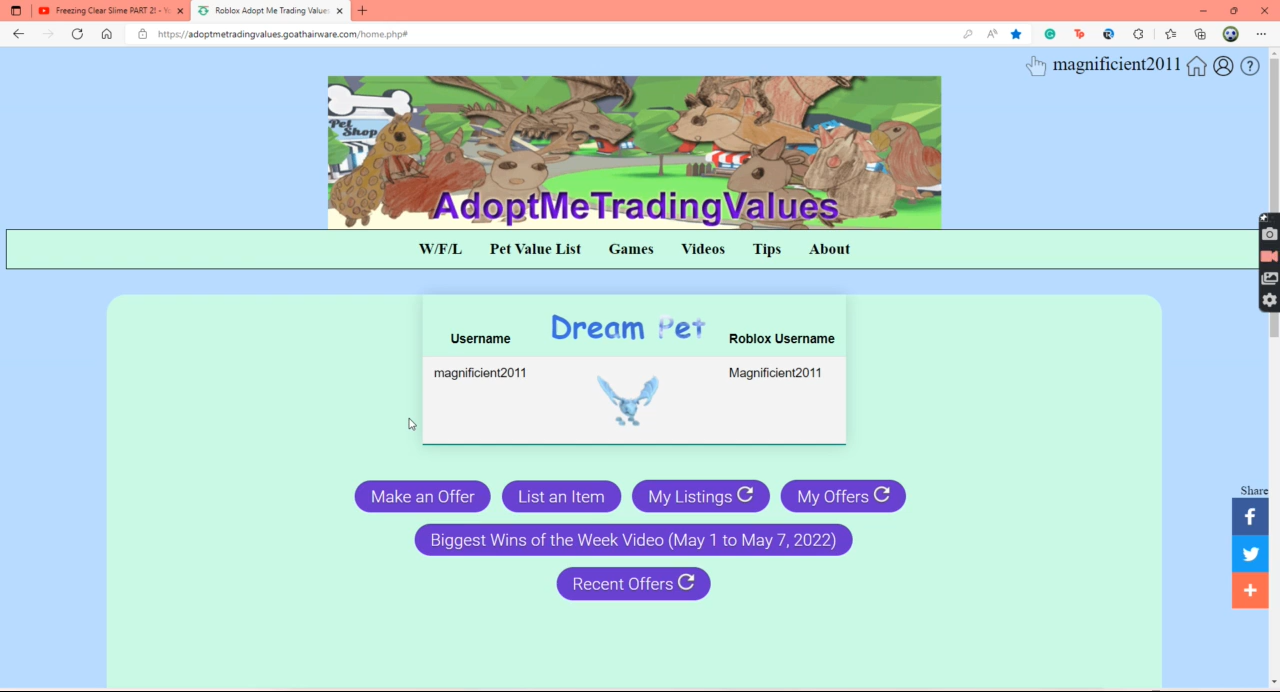 Freezing Clear Slime PART 2! - Yo
Roblox Adopt Me Trading Values
https://adoptmetradingvalues.goathairware.com/home.php#
magnificient2011
Pet
Shop
AdoptMeTradingValues
W/F/L Pet Value List Games Videos Tips About
Username Dream Pet Roblox Username
magnificient2011 Magnificient2011
Make an Offer List an Item My Listings My Offers
Biggest Wins of the Week Video (May 1 to May 7, 2022)
Recent Offers
Share